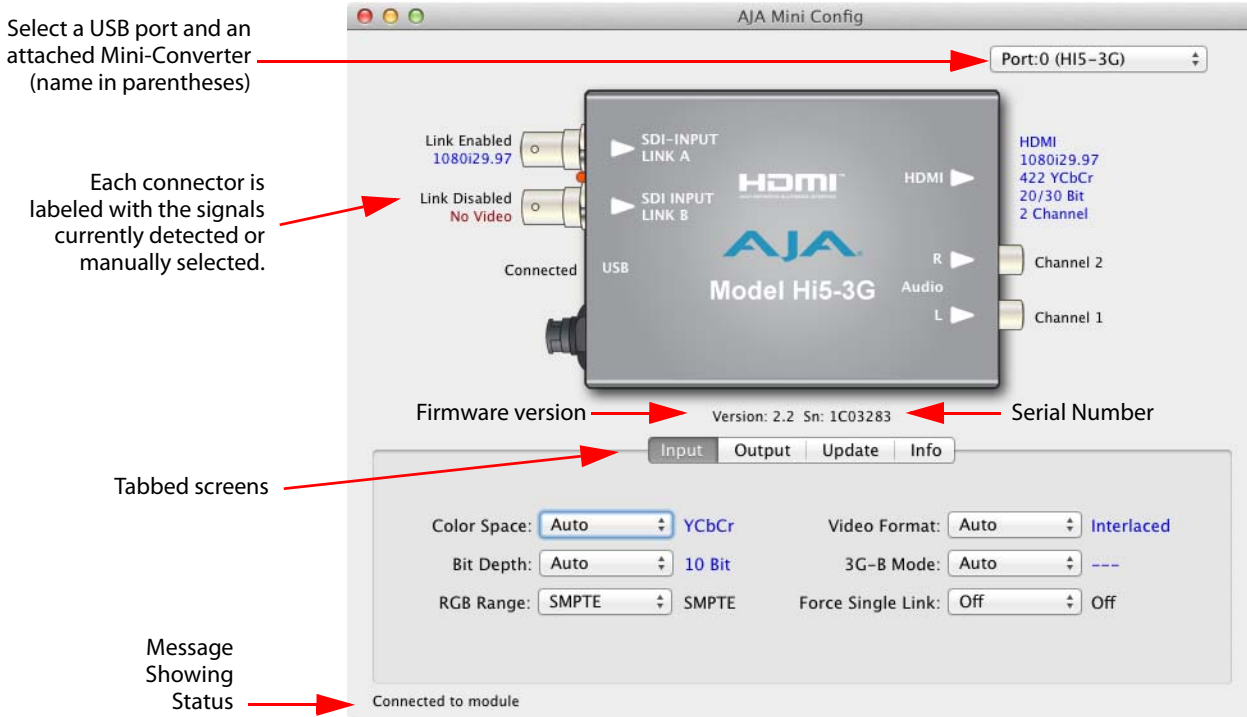 AJA Mini Config
Select a USB port and an
attached Mini-Converter
(name in parentheses)
Port:0 (HI5-3G)
Link Enabled
1080i29.97
Link Disabled
No Video
Connected
Each connector is
labeled with the signals
currently detected or
manually selected.
SDI-INPUT
LINK A
SDI INPUT
LINK B
USB
HDMI
AJA
Model Hi5-3G
HDMI
R
Audio
L
HDMI
1080i29.97
422 YCbCr
20/30 Bit
2 Channel
Channel 2
Channel 1
Firmware version
Version: 2.2 Sn: 1C03283
Serial Number
Tabbed screens
Input Output Update Info
Color Space: Auto YCbCr
Video Format: Auto Interlaced
Bit Depth: Auto 10 Bit
3G-B Mode: Auto ---
RGB Range: SMPTE SMPTE
Force Single Link: Off Off
Message
Showing
Status
Connected to module